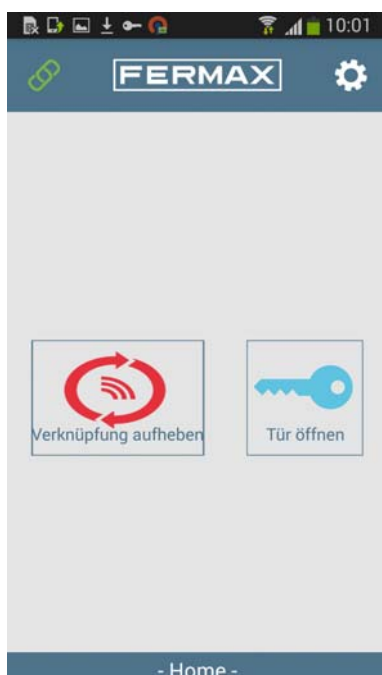 10:01
FERMAX
Verknüpfung aufheben
Tür öffnen
- Home -